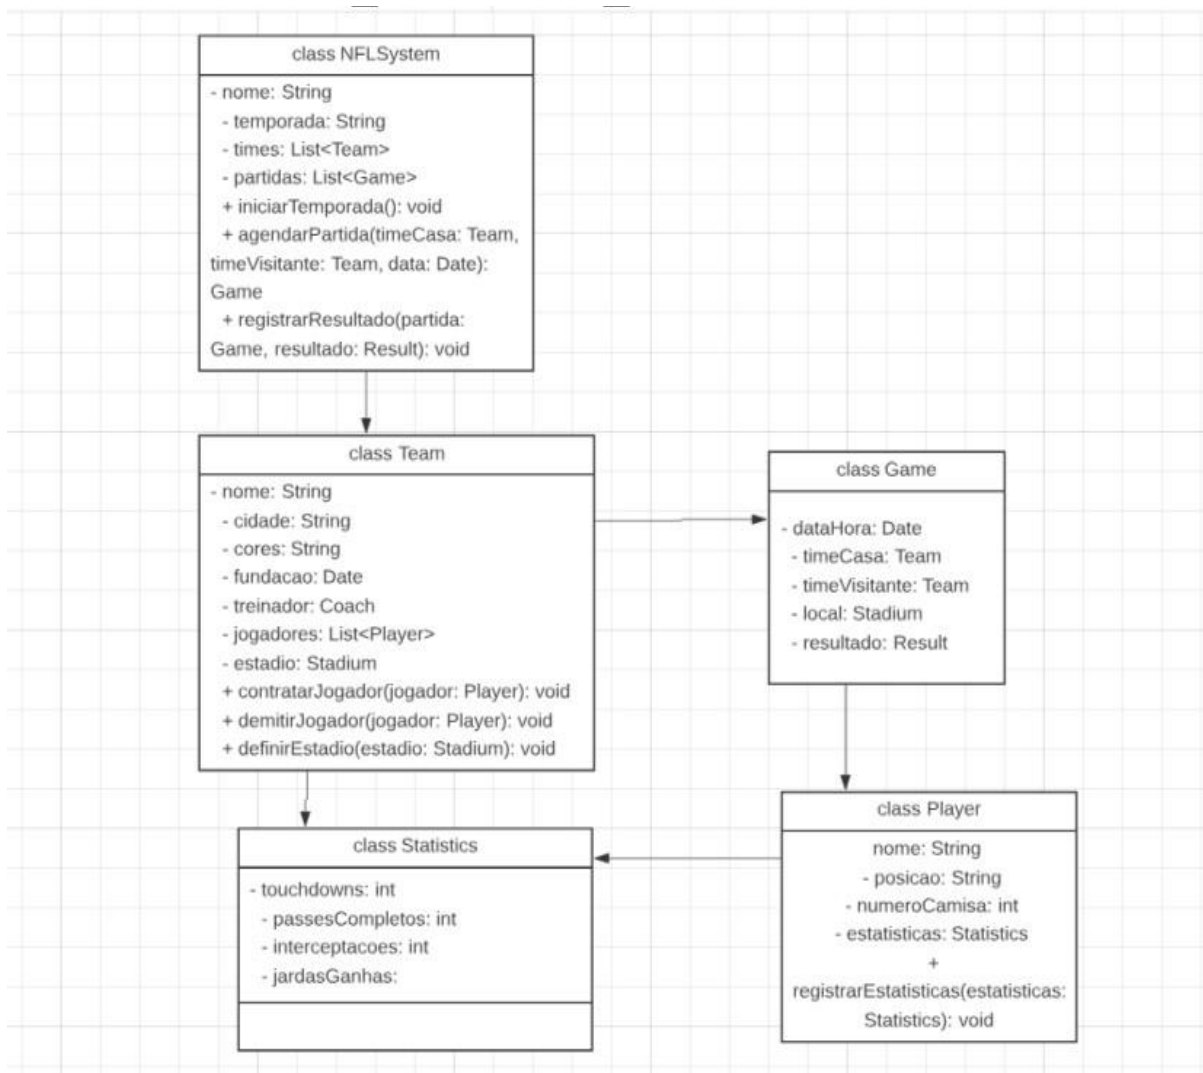 class NFLSystem
- nome: String
- temporada: String
- times: List<Team>
- partidas: List<Game>
+ iniciarTemporada(): void
+ agendarPartida(timeCasa: Team,
timeVisitante: Team, data: Date):
Game
+ registrarResultado(partida:
Game, resultado: Result): void
class Team
- nome: String
- cidade: String
- cores: String
- fundacao: Date
- treinador: Coach
- jogadores: List<Player>
- estadio: Stadium
+ contratarJogador(jogador: Player): void
+ demitirJogador(jogador: Player): void
+ definirEstadio(estadio: Stadium): void
class Game
- dataHora: Date
- timeCasa: Team
- timeVisitante: Team
- local: Stadium
- resultado: Result
class Statistics
- touchdowns: int
- passesCompletos: int
- interceptacoes: int
- jardasGanhas:
class Player
nome: String
- posicao: String
- numeroCamisa: int
- estatisticas: Statistics
+
registrarEstatisticas(estatisticas:
Statistics): void